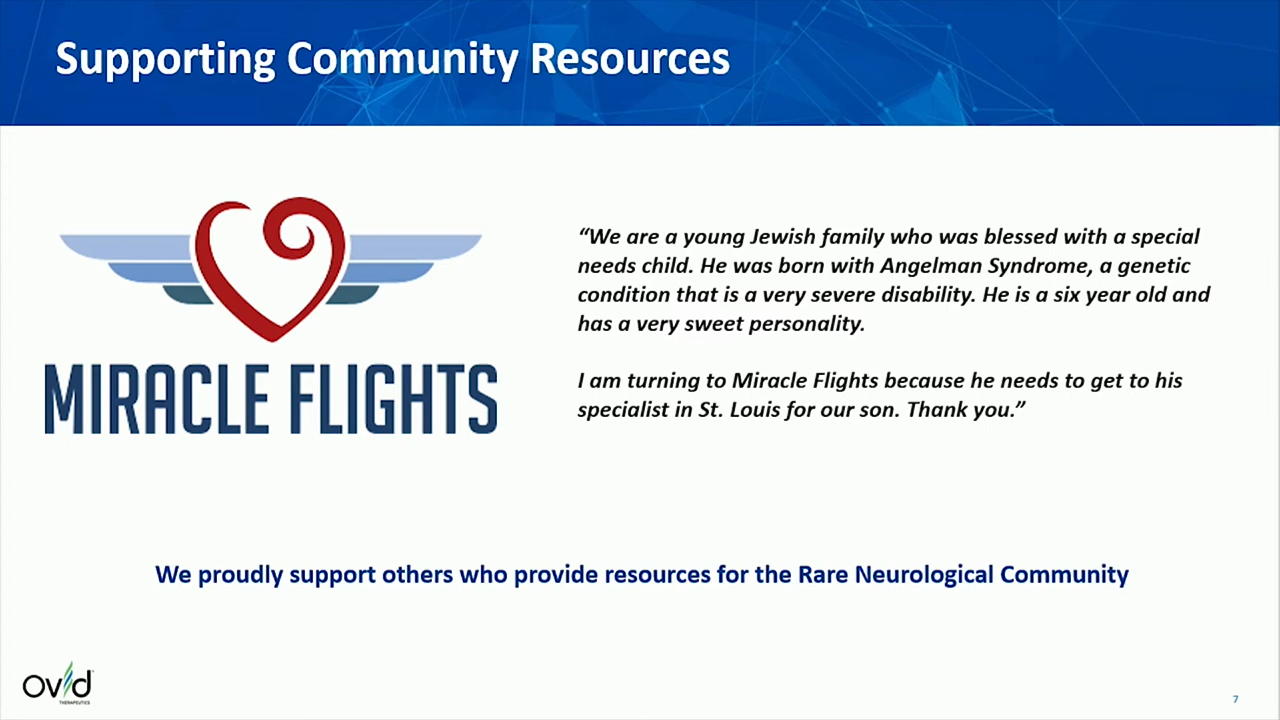 Supporting Community Resources
MIRACLE FLIGHTS
“We are a young Jewish family who was blessed with a special
needs child. He was born with Angelman Syndrome, a genetic
condition that is a very severe disability. He is a six year old and
has a very sweet personality.
I am turning to Miracle Flights because he needs to get to his
specialist in St. Louis for our son. Thank you.”
We proudly support others who provide resources for the Rare Neurological Community
Ovid
THERAPEUTICS
7